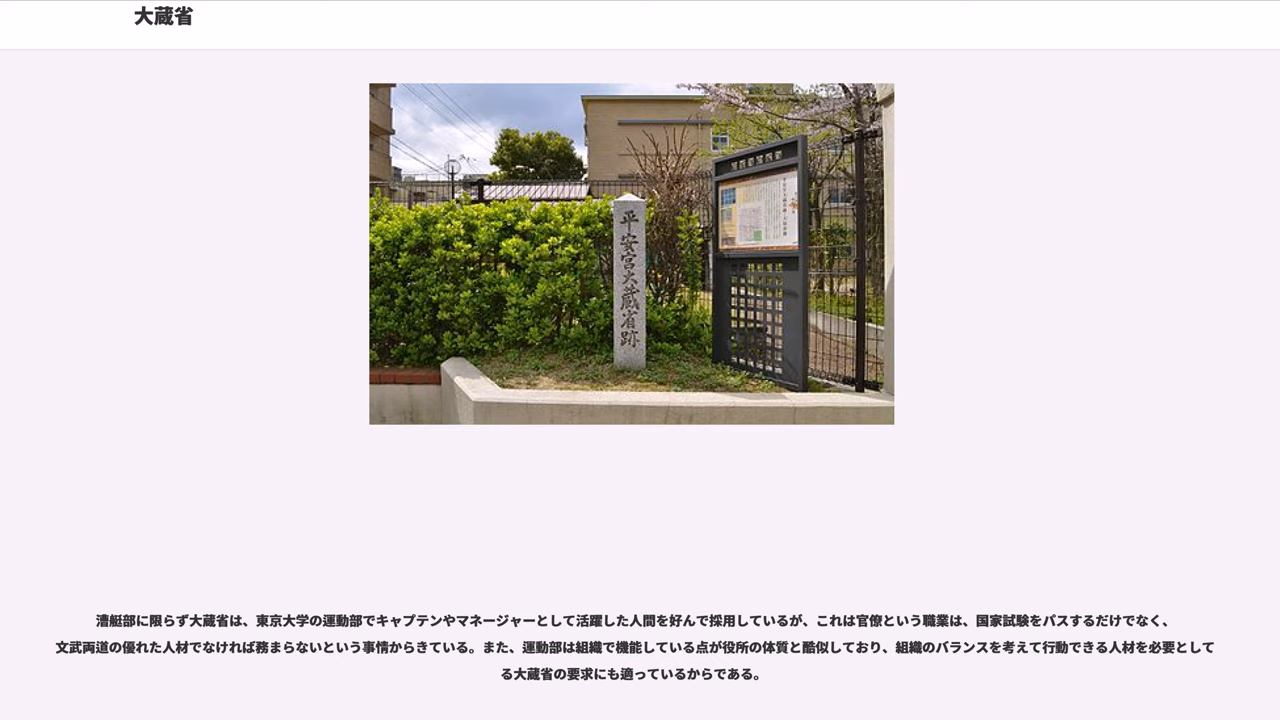 大蔵省
平安宮大蔵省跡
漕艇部に限らず大蔵省は、東京大学の運動部でキャプテンやマネージャーとして活躍した人間を好んで採用しているが、これは官僚という職業は、国家試験をパスするだけでなく、
文武両道の優れた人材でなければ務まらないという事情からきている。また、運動部は組織で機能している点が役所の体質と酷似しており、組織のバランスを考えて行動できる人材を必要として
る大蔵省の要求にも適っているからである。